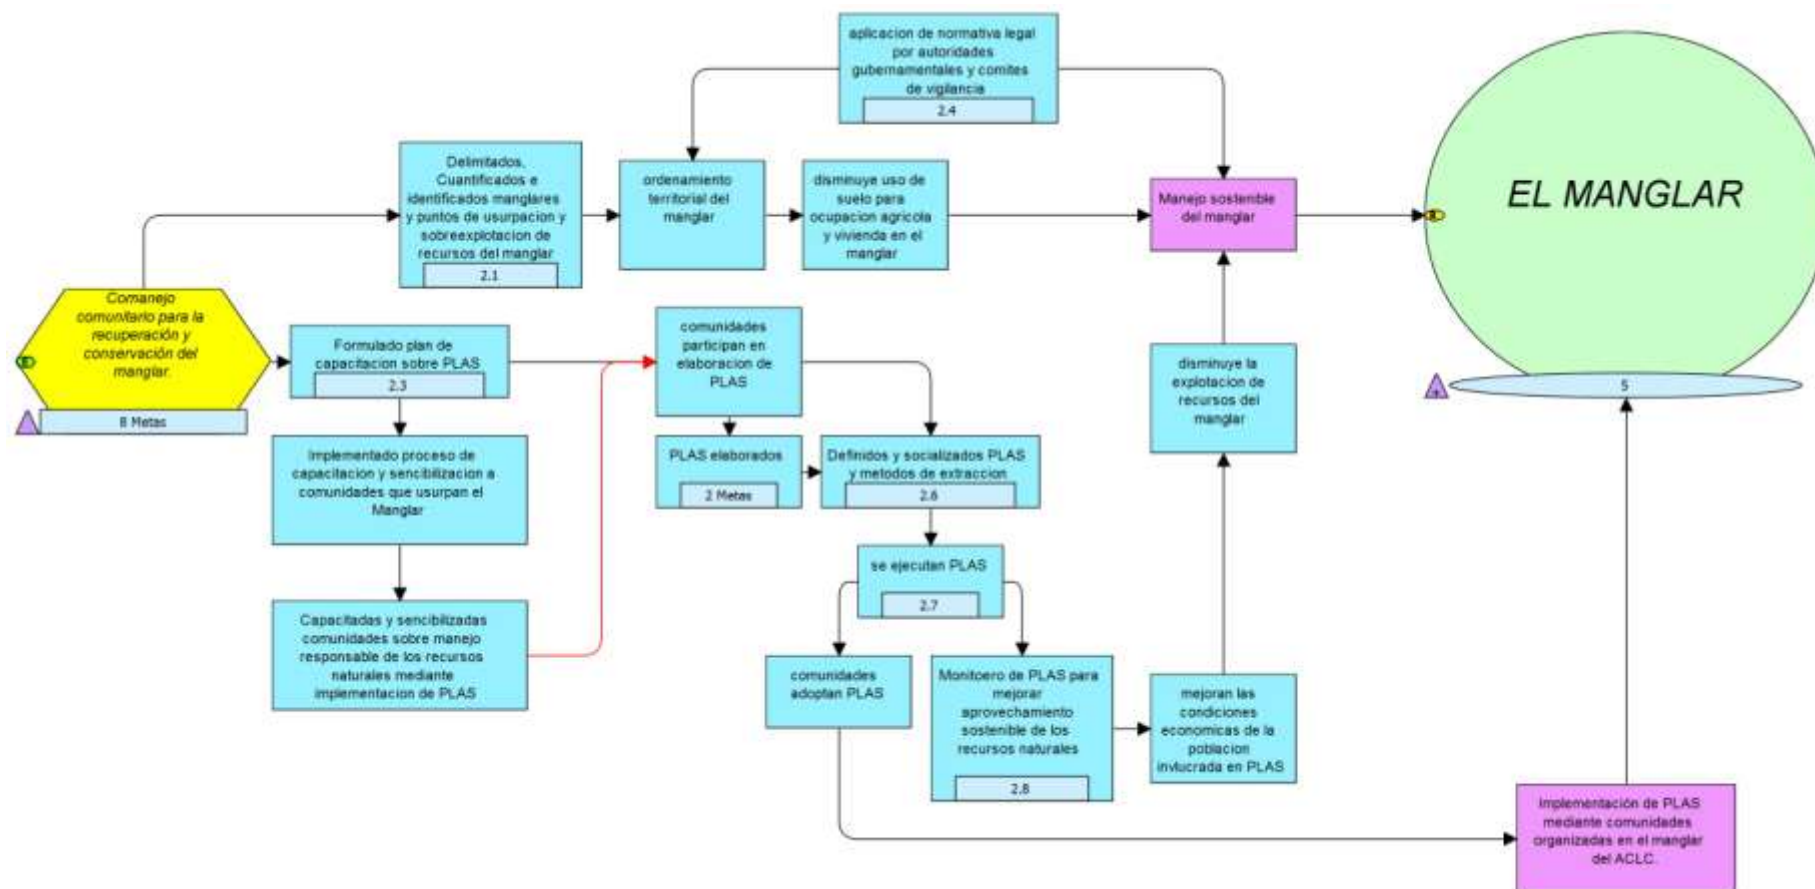 aplicacion de normativa legal
por autoridades
gubernamentales y comites
de vigilancia
2.4
EL MANGLAR
5
Delimitados,
Cuantificados e
identificados manglares
y puntos de usurpacion y
sobreexplotacion de
recursos del manglar
2.1
ordenamiento
territorial del
manglar
disminuye uso de
suelo para
ocupacion agricola
y vivienda en el
manglar
Manejo sostenible
del manglar
Comanejo
comunitario para la
recuperación y
conservación del
manglar.
8 Metas
Formulado plan de
capacitacion sobre PLAS
2.3
comunidades
participan en
elaboracion de
PLAS
disminuye la
explotacion de
recursos del
manglar
Implementado proceso de
capacitacion y sencibilizacion a
comunidades que usurpan el
Manglar
PLAS elaborados
2 Metas
Definidos y socializados PLAS
y metodos de extraccion
2.6
se ejecutan PLAS
2.7
Capacitadas y sencibilizadas
comunidades sobre manejo
responsable de los recursos
naturales mediante
implementacion de PLAS
comunidades
adoptan PLAS
Monitoero de PLAS para
mejorar
aprovechamiento
sostenible de los
recursos naturales
2.8
mejoran las
condiciones
economicas de la
poblacion
invlucrada en PLAS
Implementación de PLAS
mediante comunidades
organizadas en el manglar
del ACLC.